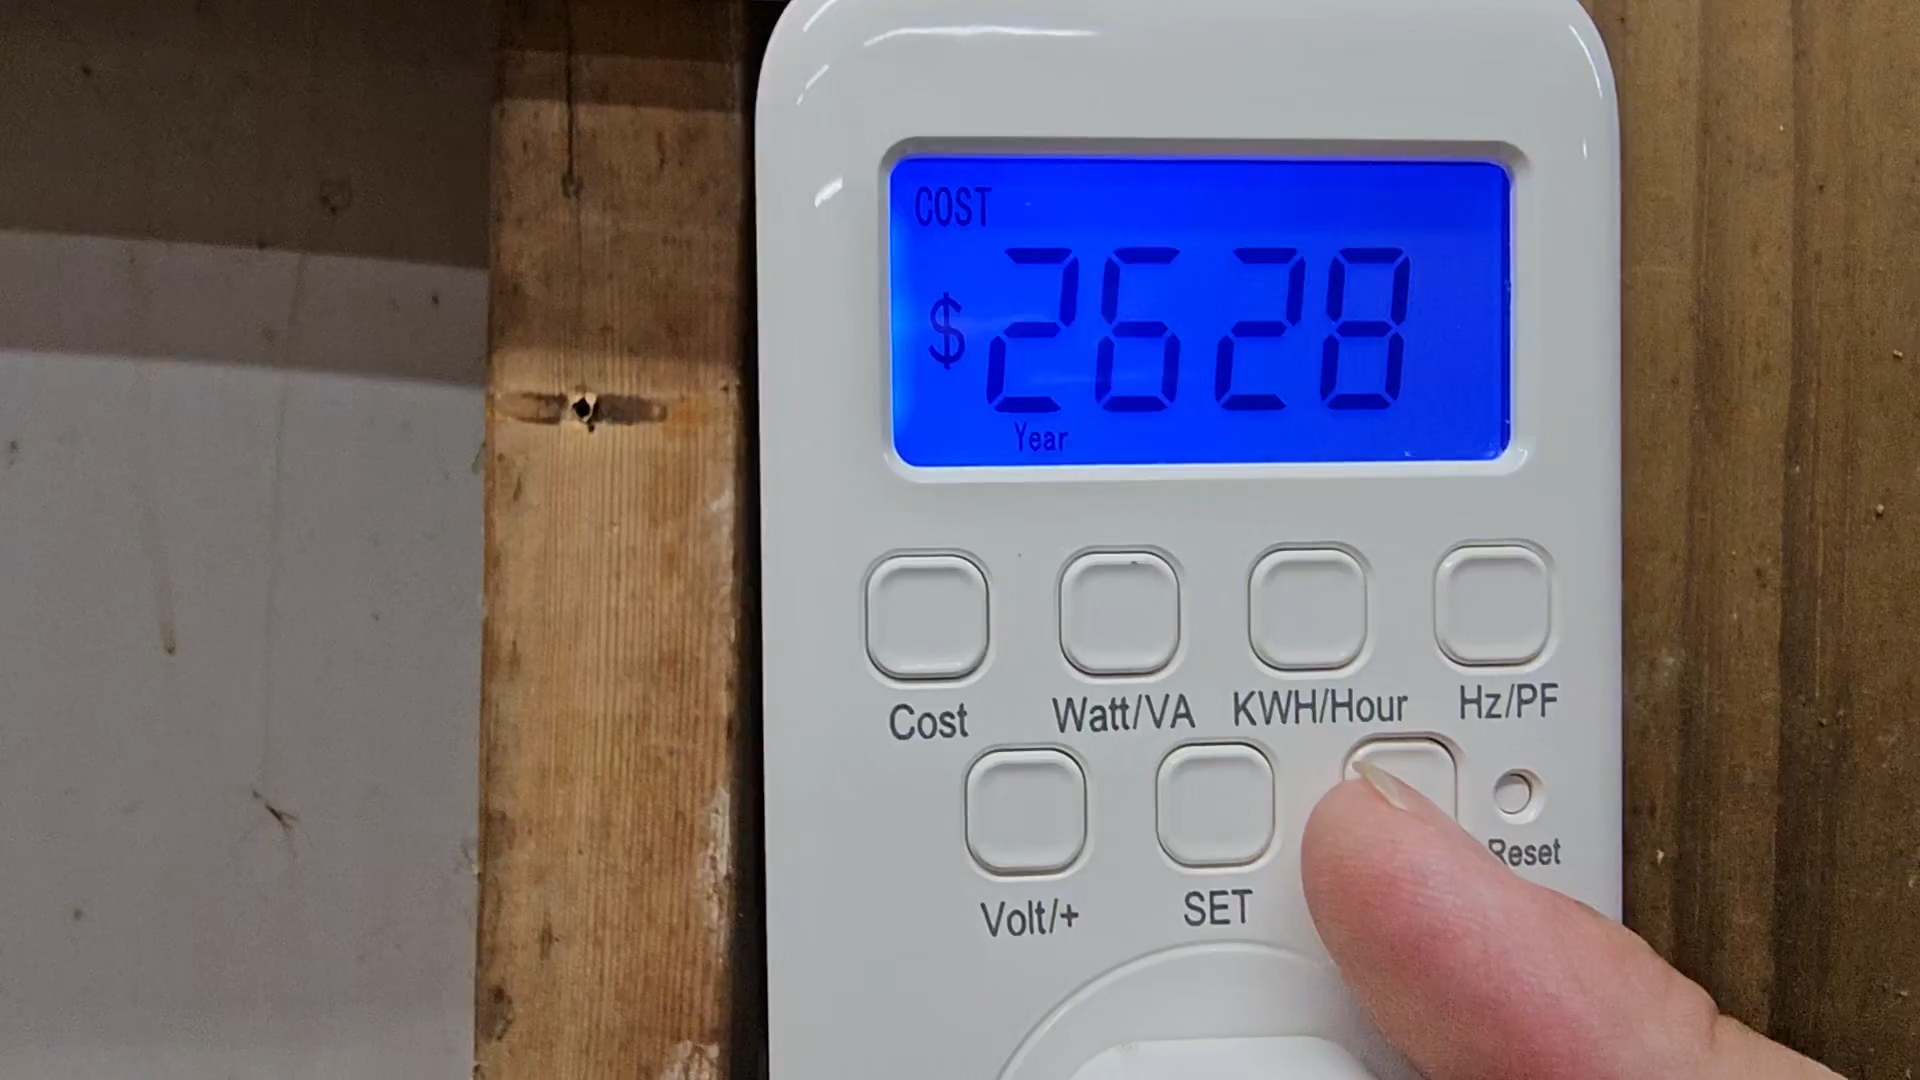 COST
$2628
Year
Cost Watt/VA KWH/Hour Hz/PF
Volt/+ SET Reset